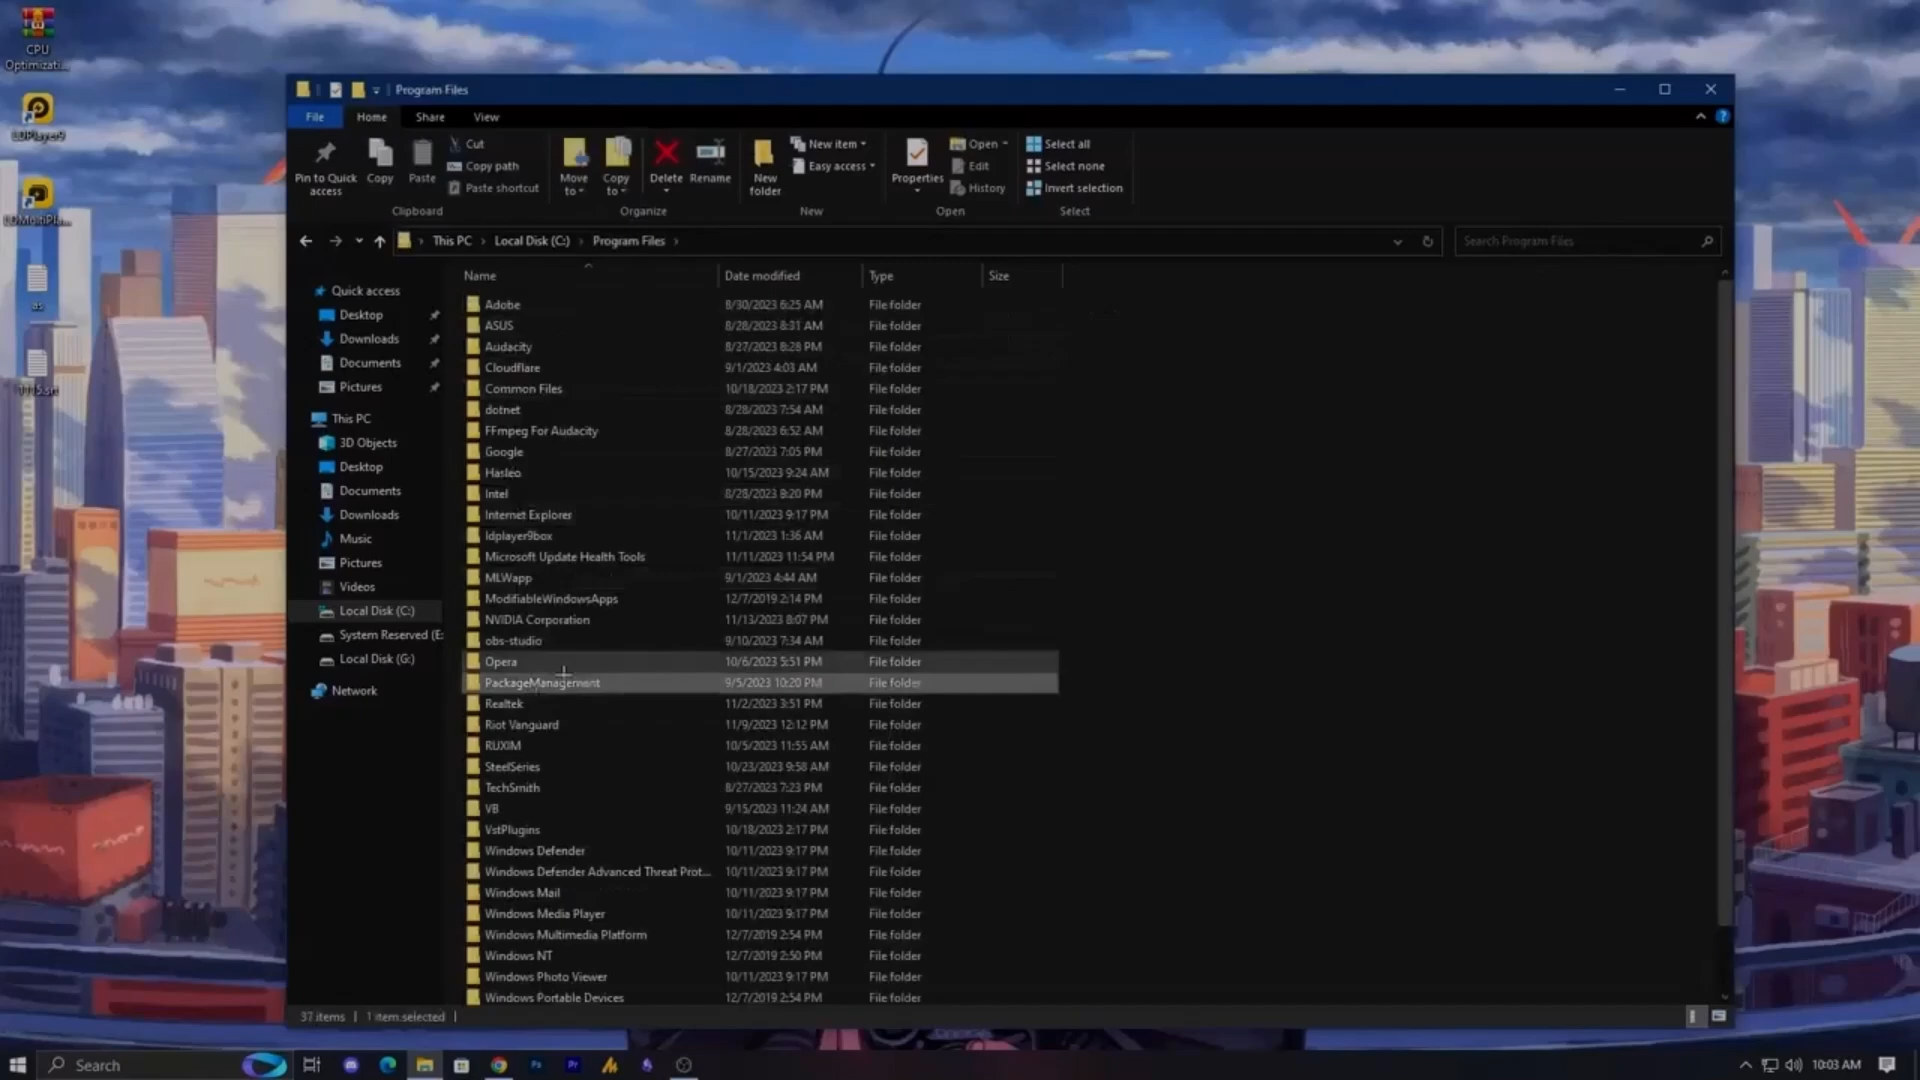 CPU
Optimizati...
LDPlayer9
LDMultiPla...
as
1115.srt
Program Files
File
Home
Share
View
Pin to Quick
access
Copy
Paste
Cut
Copy path
Paste shortcut
Clipboard
Move
to
Copy
to
Delete
Rename
Organize
New
folder
New item
Easy access
New
Properties
Open
Edit
History
Open
Select all
Select none
Invert selection
Select
This PC
Local Disk (C:)
Program Files
Search Program Files
Quick access
Desktop
Downloads
Documents
Pictures
This PC
3D Objects
Desktop
Documents
Downloads
Music
Pictures
Videos
Local Disk (C:)
System Reserved (E:
Local Disk (G:)
Network
Name Date modified Type Size
Adobe 8/30/2023 6:25 AM File folder
ASUS 8/28/2023 8:31 AM File folder
Audacity 8/27/2023 8:28 PM File folder
Cloudflare 9/1/2023 4:03 AM File folder
Common Files 10/18/2023 2:17 PM File folder
dotnet 8/28/2023 7:54 AM File folder
FFmpeg For Audacity 8/28/2023 6:52 AM File folder
Google 8/27/2023 7:05 PM File folder
Hasleo 10/15/2023 9:24 AM File folder
Intel 8/28/2023 8:20 PM File folder
Internet Explorer 10/11/2023 9:17 PM File folder
ldplayer9box 11/1/2023 1:36 AM File folder
Microsoft Update Health Tools 11/11/2023 11:54 PM File folder
MLWapp 9/1/2023 4:44 AM File folder
ModifiableWindowsApps 12/7/2019 2:14 PM File folder
NVIDIA Corporation 11/13/2023 8:07 PM File folder
obs-studio 9/10/2023 7:34 AM File folder
Opera 10/6/2023 5:51 PM File folder
PackageManagement 9/5/2023 10:20 PM File folder
Realtek 11/2/2023 3:51 PM File folder
Riot Vanguard 11/9/2023 12:12 PM File folder
RUXIM 10/5/2023 11:55 AM File folder
SteelSeries 10/23/2023 9:58 AM File folder
TechSmith 8/27/2023 7:23 PM File folder
VB 9/15/2023 11:24 AM File folder
VstPlugins 10/18/2023 2:17 PM File folder
Windows Defender 10/11/2023 9:17 PM File folder
Windows Defender Advanced Threat Prot... 10/11/2023 9:17 PM File folder
Windows Mail 10/11/2023 9:17 PM File folder
Windows Media Player 10/11/2023 9:17 PM File folder
Windows Multimedia Platform 12/7/2019 2:54 PM File folder
Windows NT 12/7/2019 2:50 PM File folder
Windows Photo Viewer 10/11/2023 9:17 PM File folder
Windows Portable Devices 12/7/2019 2:54 PM File folder
37 items
1 item selected
Search
Ps
Pr
10:03 AM